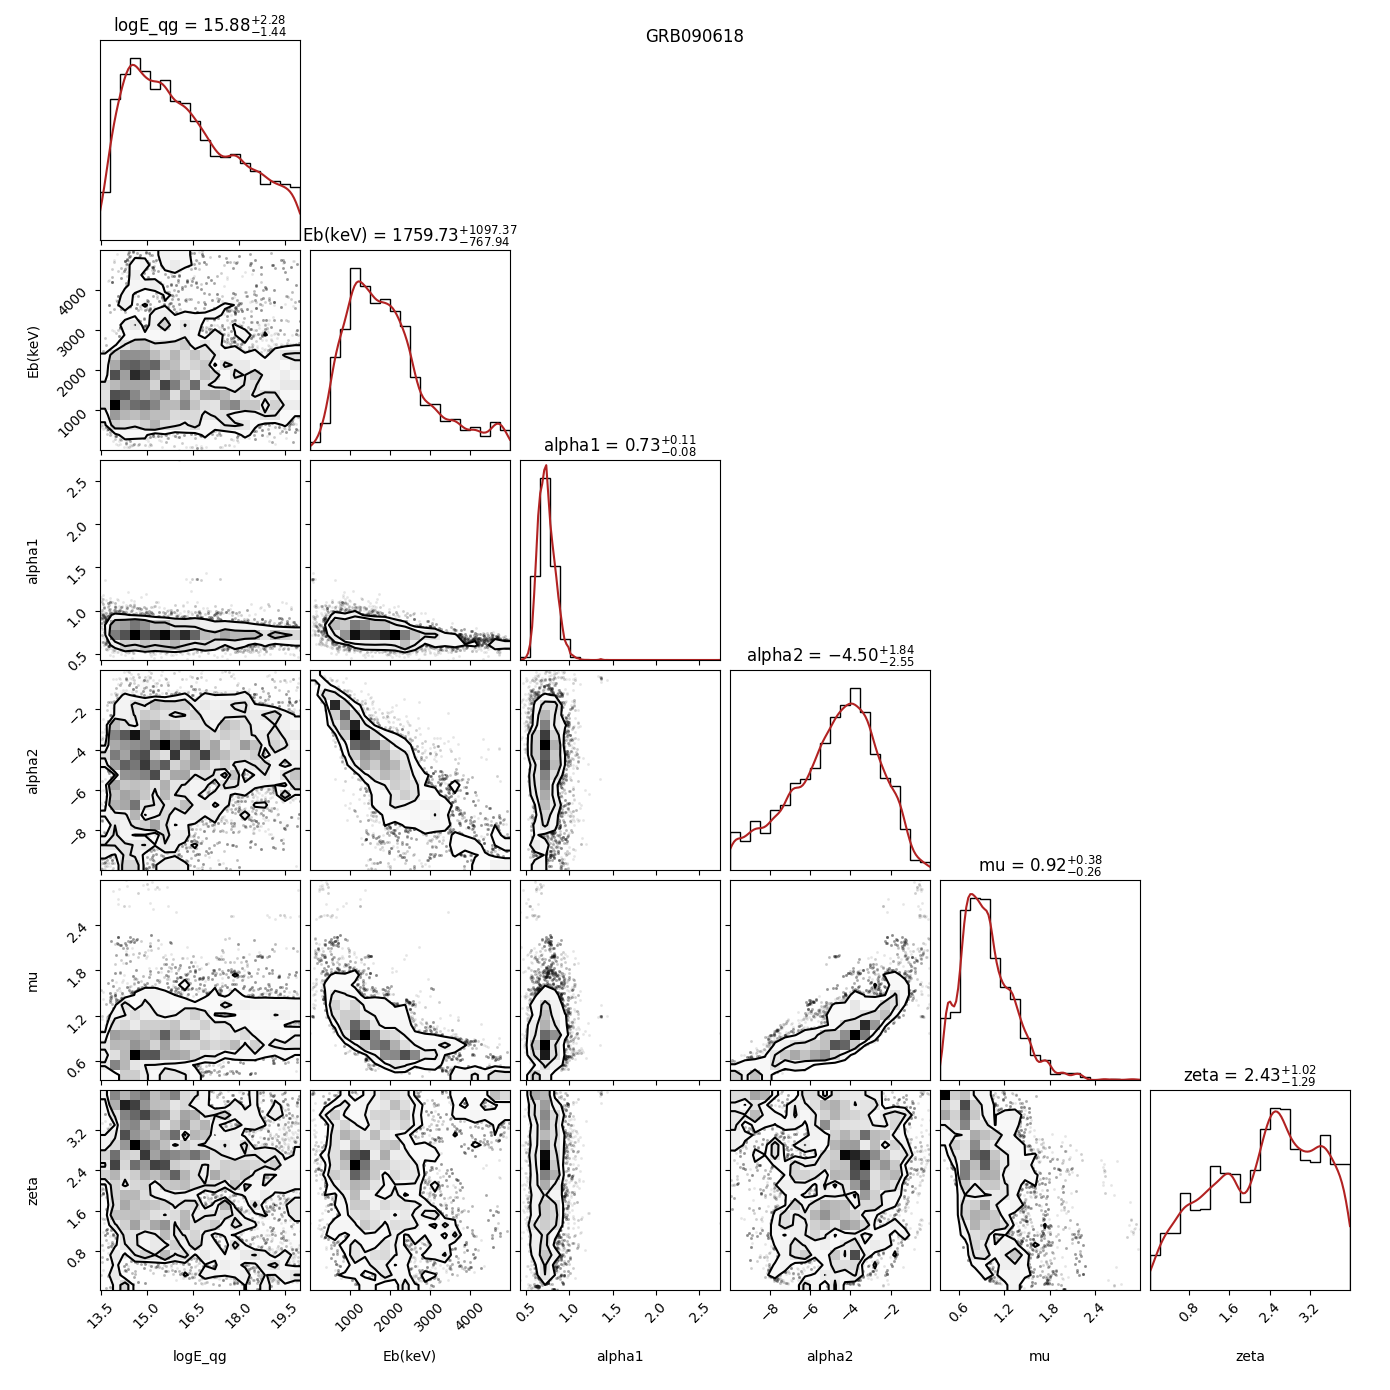 GRB090618
logE_qg = 15.88+2.28−1.44
Eb(keV) = 1759.73+1097.37−767.94
4000
3000
2000
1000
Eb(keV)
alpha1 = 0.73+0.11−0.08
2.5
2.0
1.5
1.0
0.5
alpha1
alpha2 = −4.50+1.84−2.55
−2
−4
−6
−8
alpha2
mu = 0.92+0.38−0.26
2.4
1.8
1.2
0.6
mu
zeta = 2.43+1.02−1.29
3.2
2.4
1.6
0.8
zeta
13.5 15.0 16.5 18.0 19.5
1000 2000 3000 4000
0.5 1.0 1.5 2.0 2.5
−8 −6 −4 −2
0.6 1.2 1.8 2.4
0.8 1.6 2.4 3.2
logE_qg Eb(keV) alpha1 alpha2 mu zeta